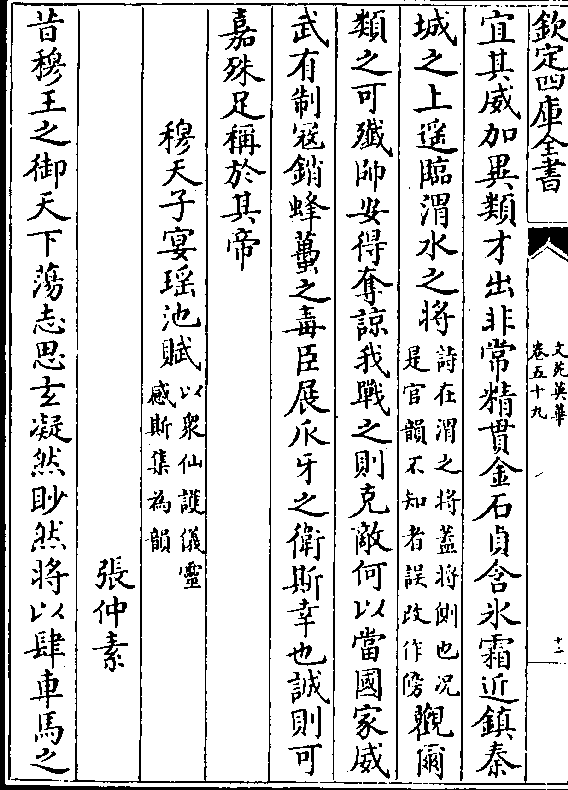 欽定四庫全書
文苑英華
卷五十九
十一
宜其威加異類才出非常精貫金石貞含氷霜近鎮秦
城之上遥臨渭水之將詩在渭之將蓋將側也况是官韻不知者誤改作傍觀爾
類之可殱帥安得奪諒我戰之則克敵何以當國家威
武有制寇銷蜂蠆之毒臣展爪牙之衛斯幸也誠則可
嘉殊足稱於其帝
穆天子宴瑶池賦以衆仙護儀靈感斯集為韻
張仲素
昔穆王之御天下蕩志思玄凝然眇然將以肆車馬之